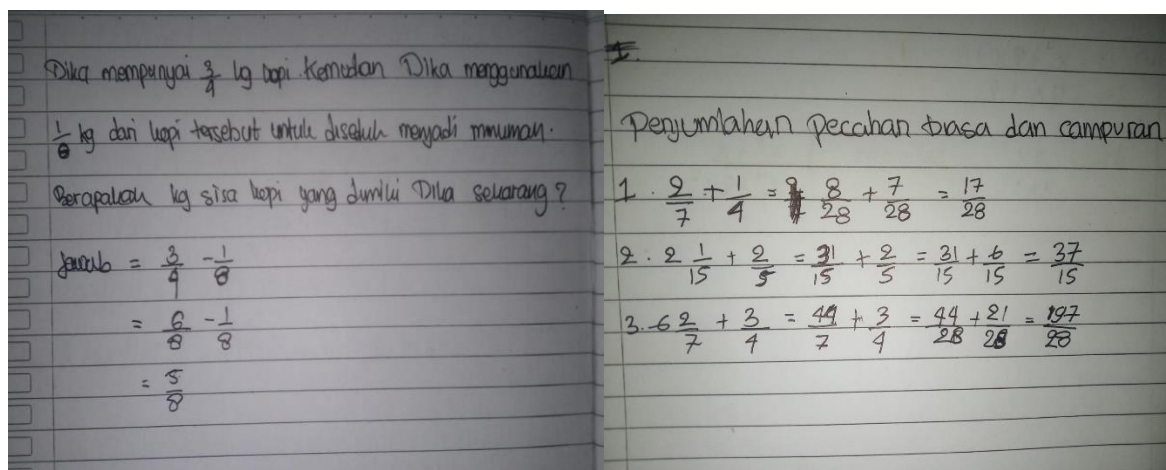 Dika mempunyai 3/4 kg kopi. Kemudian Dika menggunakan
1/8 kg dari kopi tersebut untuk diseduh menjadi minuman.
Berapakah kg sisa kopi yang dimiliki Dika sekarang?
Jawab = 3/4 - 1/8
= 6/8 - 1/8
= 5/8
Penjumlahan pecahan biasa dan campuran
1. 2/7 + 1/4 = 8/28 + 7/28 = 17/28
2. 2 1/15 + 2/5 = 31/15 + 2/5 = 31/15 + 6/15 = 37/15
3. 6 2/7 + 3/4 = 44/7 + 3/4 = 44/28 + 21/28 = 197/28